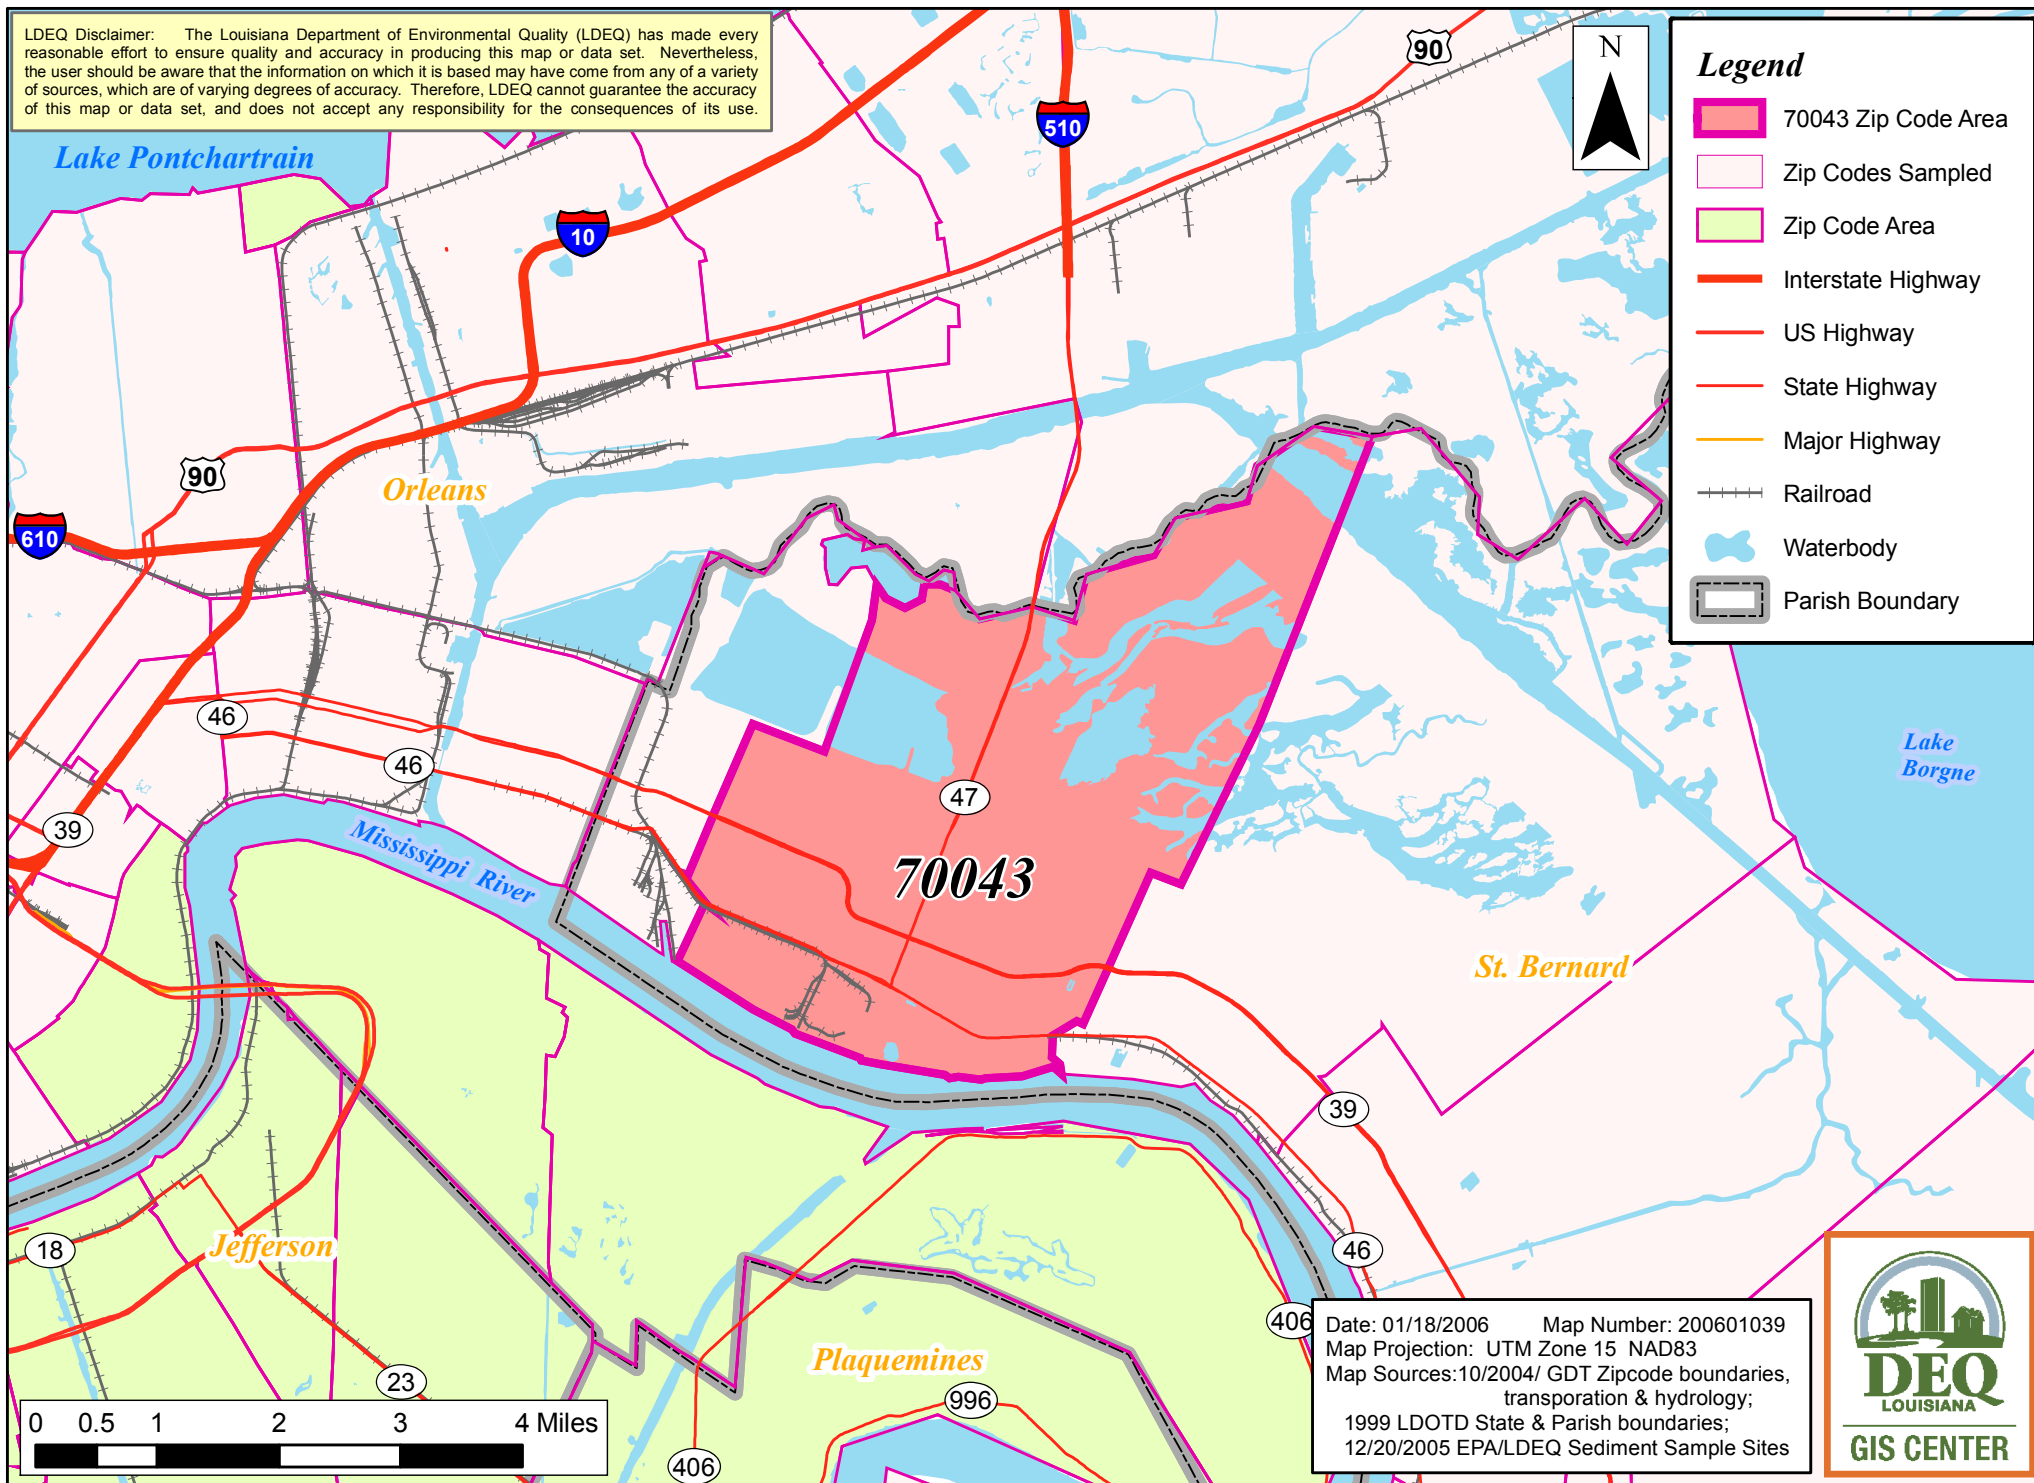 LDEQ Disclaimer: The Louisiana Department of Environmental Quality (LDEQ) has made every
reasonable effort to ensure quality and accuracy in producing this map or data set. Nevertheless,
the user should be aware that the information on which it is based may have come from any of a variety
of sources, which are of varying degrees of accuracy. Therefore, LDEQ cannot guarantee the accuracy
of this map or data set, and does not accept any responsibility for the consequences of its use.
90
N
Legend
70043 Zip Code Area
Zip Codes Sampled
Zip Code Area
Interstate Highway
US Highway
State Highway
Major Highway
Railroad
Waterbody
Parish Boundary
510
Lake Pontchartrain
10
90
Orleans
610
46
46
47
39
Mississippi River
70043
Lake
Borgne
St. Bernard
39
18
Jefferson
46
406
Plaquemines
23
996
406
0 0.5 1 2 3 4 Miles
Date: 01/18/2006 Map Number: 200601039
Map Projection: UTM Zone 15 NAD83
Map Sources:10/2004/ GDT Zipcode boundaries,
transporation & hydrology;
1999 LDOTD State & Parish boundaries;
12/20/2005 EPA/LDEQ Sediment Sample Sites
DEQ
LOUISIANA
GIS CENTER